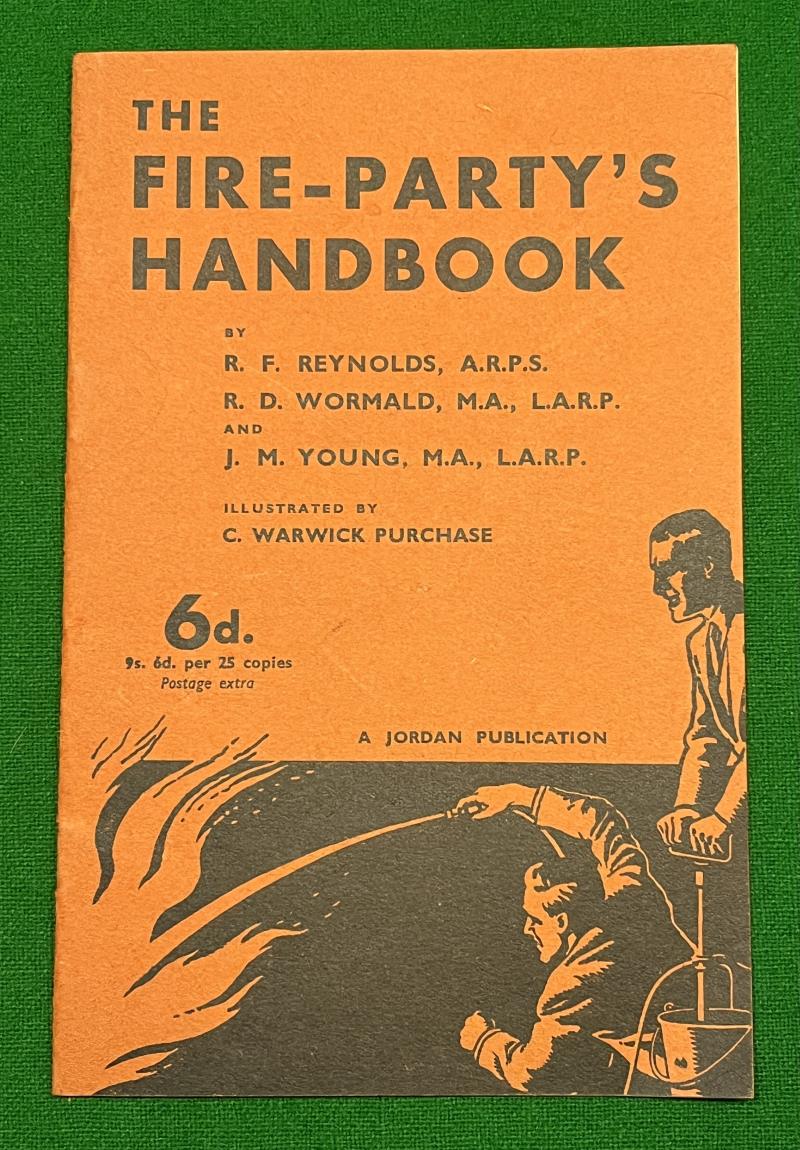 THE
FIRE-PARTY'S
HANDBOOK
BY
R. F. REYNOLDS, A.R.P.S.
R. D. WORMALD, M.A., L.A.R.P.
AND
J. M. YOUNG, M.A., L.A.R.P.
ILLUSTRATED BY
C. WARWICK PURCHASE
6d.
9s. 6d. per 25 copies
Postage extra
A JORDAN PUBLICATION